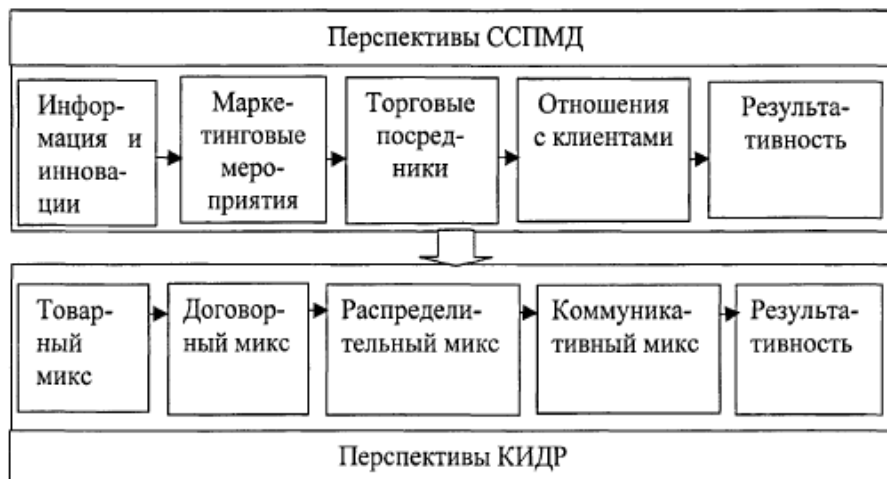 Перспективы ССПМД
Инфор-
мация и
иннова-
ции
Марке-
тинговые
меро-
приятия
Торговые
посред-
ники
Отношения
с клиентами
Результа-
тивность
Товар-
ный
микс
Договор-
ный микс
Распредели-
тельный микс
Коммуника-
тивный микс
Результа-
тивность
Перспективы КИДР